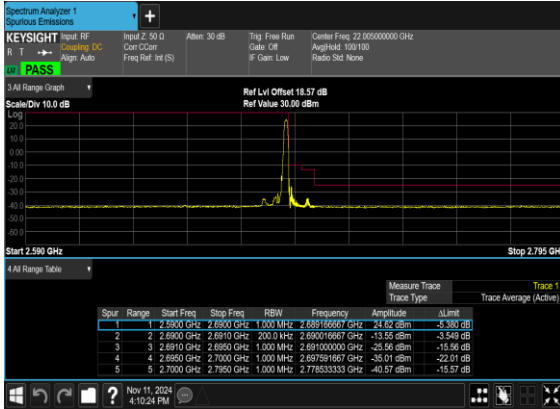 Spectrum Analyzer 1
Spurious Emissions
KEYSIGHT
R T
PASS
Input: RF
Coupling: DC
Align: Auto
Input Z: 50 Ω
Corr CCorr
Freq Ref: Int (S)
Atten: 30 dB
Trig: Free Run
Gate: Off
IF Gain: Low
Center Freq: 22.005000000 GHz
Avg|Hold: 100/100
Radio Std: None
3 All Range Graph
Ref Lvl Offset 18.57 dB
Scale/Div 10.0 dB
Ref Value 30.00 dBm
Log
20.0
10.0
0.00
-10.0
-20.0
-30.0
-40.0
-50.0
-60.0
Start 2.590 GHz
Stop 2.795 GH
4 All Range Table
Measure Trace Trace 1
Trace Type Trace Average (Active)
Spur Range Start Freq Stop Freq RBW Frequency Amplitude ΔLimit
1 1 2.5900 GHz 2.6900 GHz 1.000 MHz 2.689166667 GHz 24.62 dBm -5.380 dB
2 2 2.6900 GHz 2.6910 GHz 200.0 kHz 2.690016667 GHz -13.55 dBm -3.549 dB
3 3 2.6910 GHz 2.6950 GHz 1.000 MHz 2.691000000 GHz -25.56 dBm -15.56 dB
4 4 2.6950 GHz 2.7000 GHz 1.000 MHz 2.697591667 GHz -35.01 dBm -22.01 dB
5 5 2.7000 GHz 2.7950 GHz 1.000 MHz 2.778533333 GHz -40.57 dBm -15.57 dB
?
Nov 11, 2024
4:10:24 PM